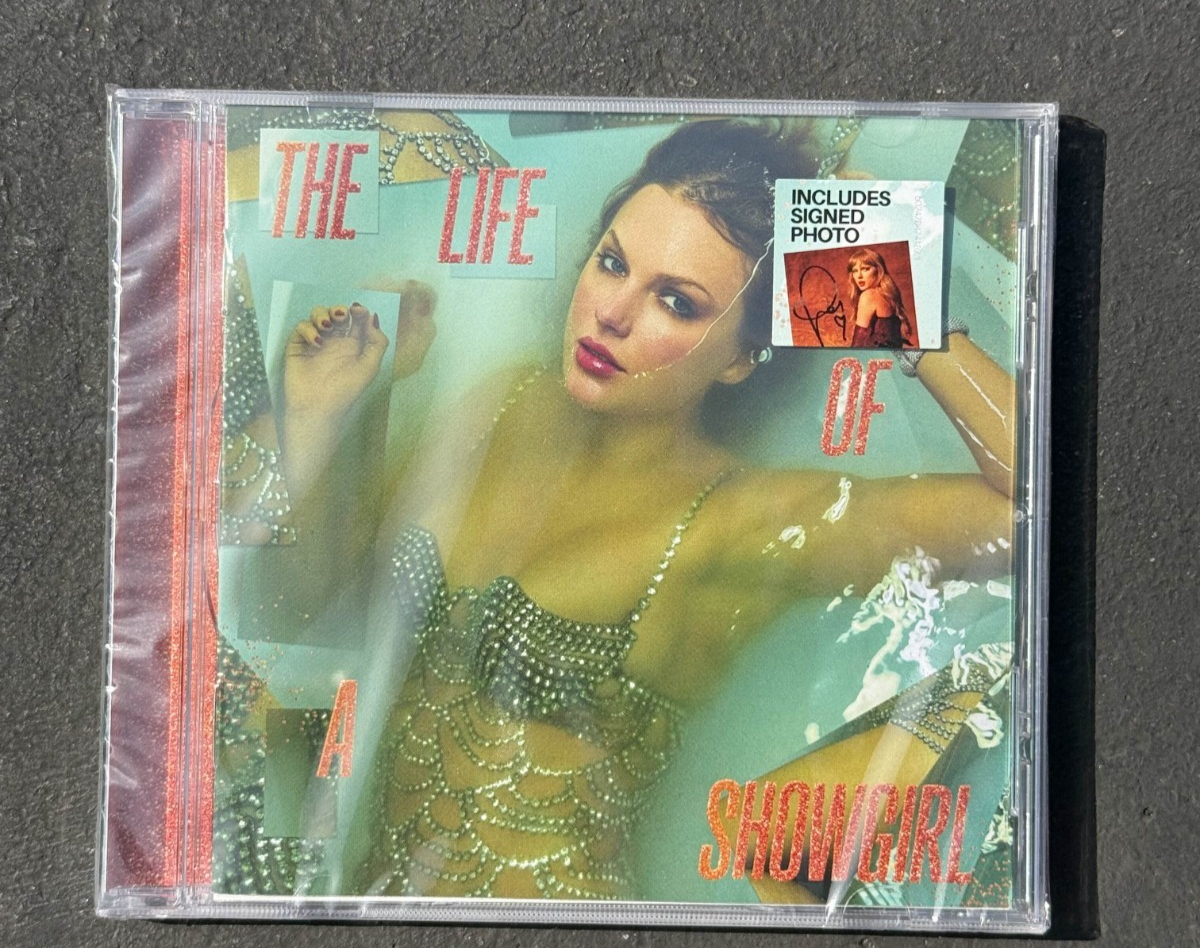 THE
LIFE
INCLUDES
SIGNED
PHOTO
OF
A
SHOWGIRL